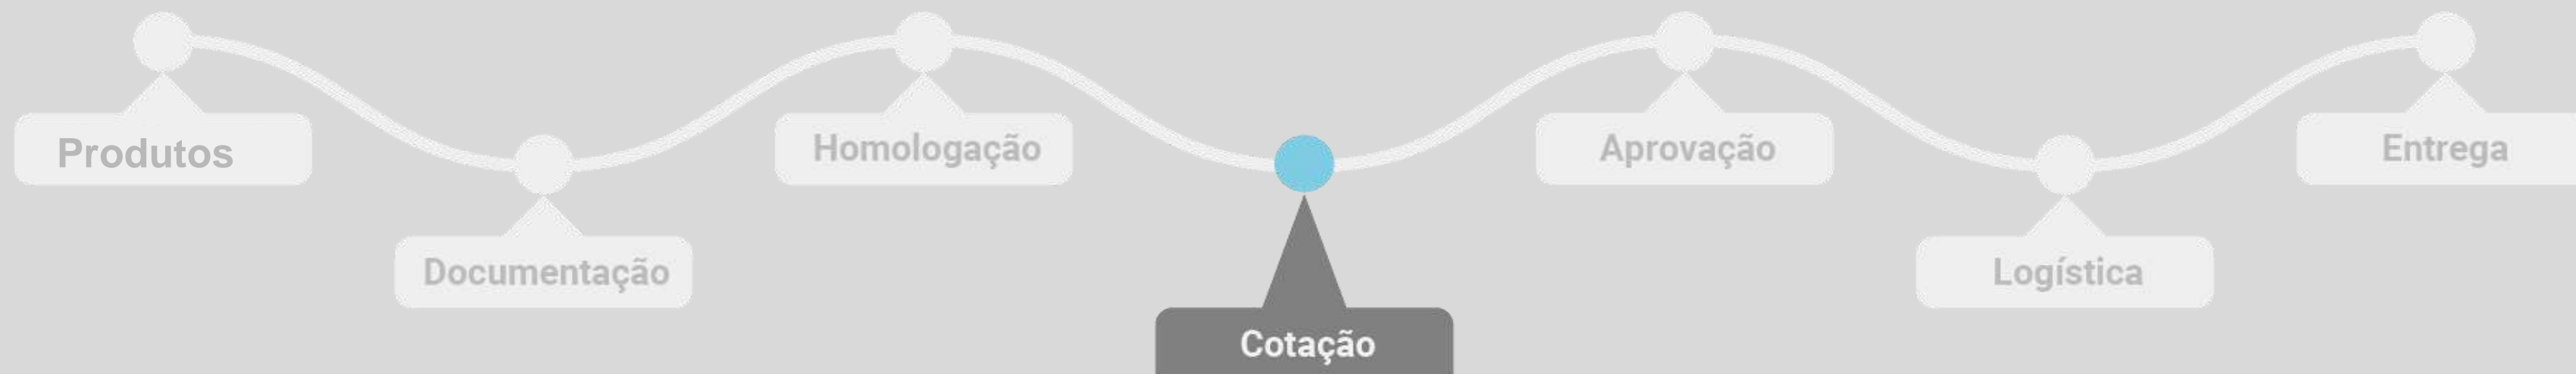 Produtos
Documentação
Homologação
Cotação
Aprovação
Logística
Entrega